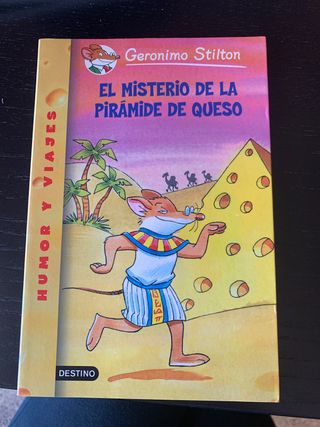 Geronimo Stilton
EL MISTERIO DE LA
PIRÁMIDE DE QUESO
HUMOR Y VIAJES
DESTINO